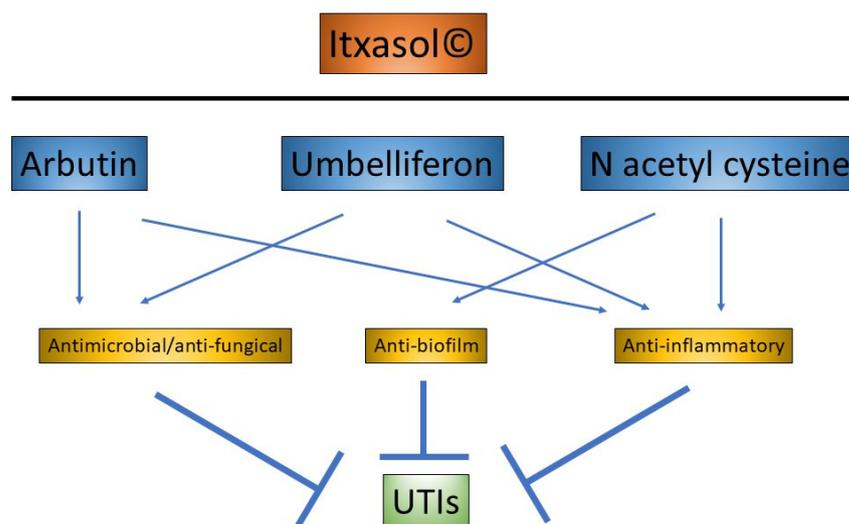 Itxasol©
Arbutin
Umbelliferon
N acetyl cysteine
Antimicrobial/anti-fungical
Anti-biofilm
Anti-inflammatory
UTIs